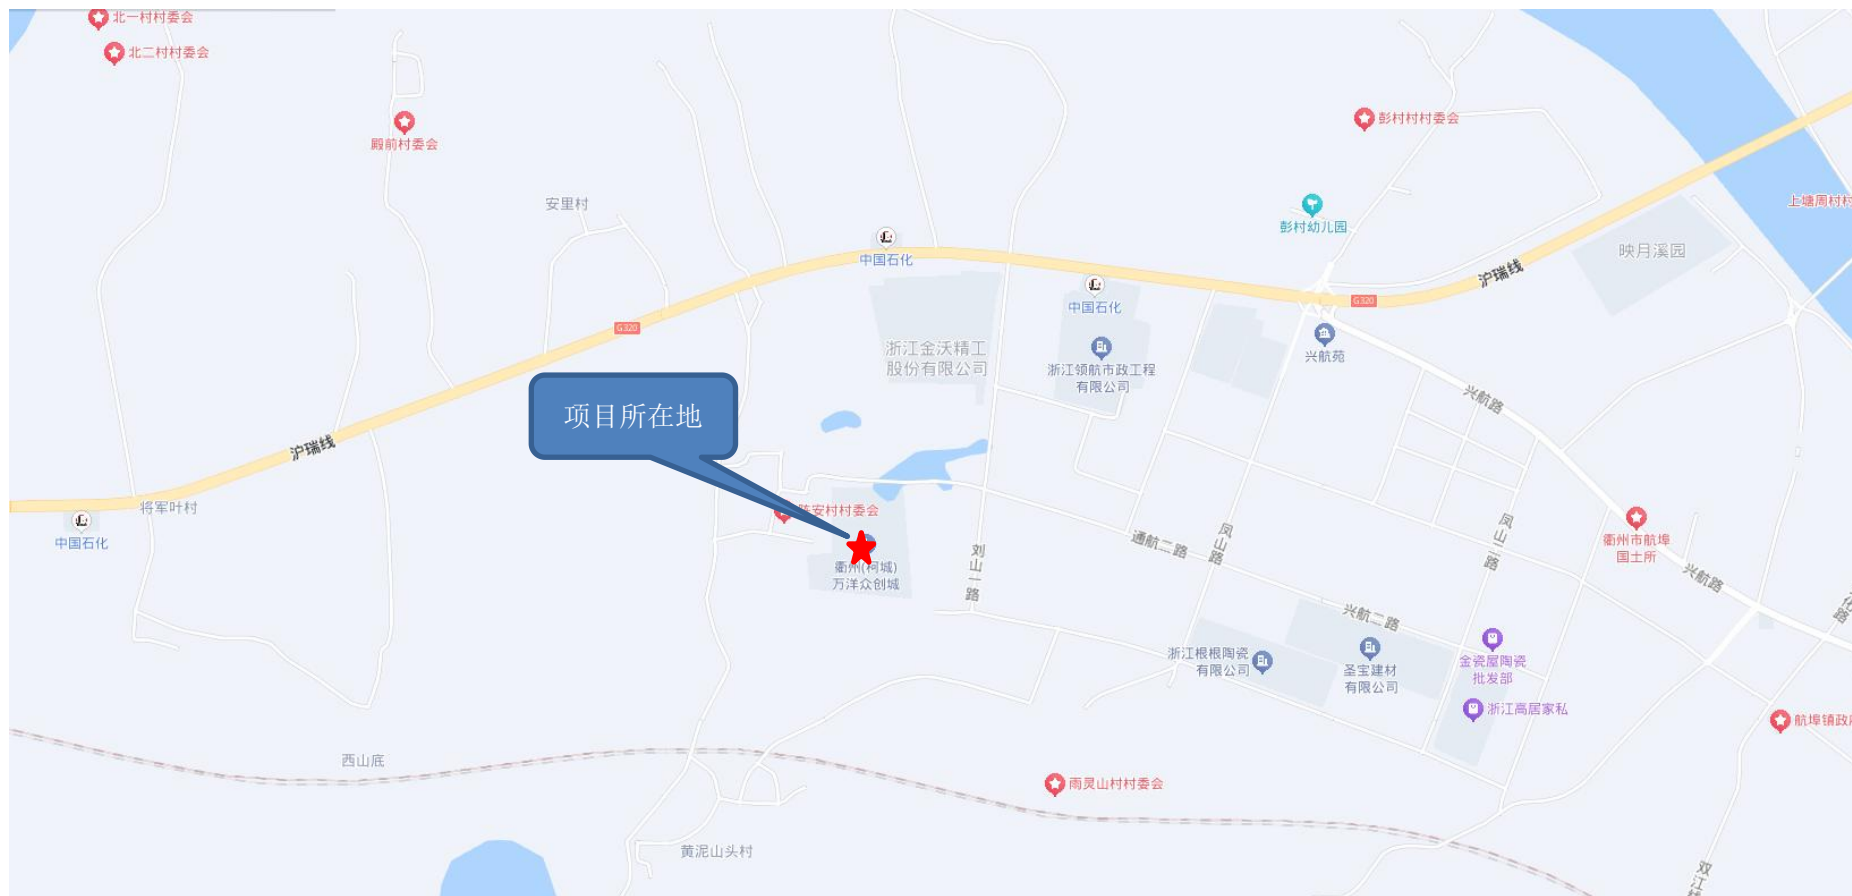 北一村村委会
北二村村委会
殿前村委会
彭村村村委会
安里村
彭村幼儿园
上塘周村村
中国石化
映月溪园
沪瑞线
中国石化
G320
G320
浙江金沃精工
股份有限公司
浙江领航市政工程
有限公司
兴航苑
兴航路
项目所在地
沪瑞线
将军叶村
中国石化
陈安村村委会
衢州(柯城)
万洋众创城
刘山一路
通航二路
凤山路
凤山二路
衢州市航埠
国土所
兴航路
兴航二路
浙江根根陶瓷
有限公司
圣宝建材
有限公司
金瓷屋陶瓷
批发部
浙江高居家私
航埠镇政府
西山底
雨灵山村村委会
黄泥山头村
双江